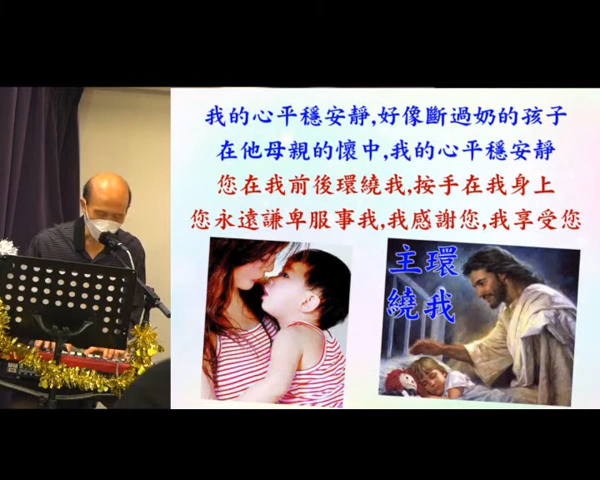 我的心平穩安靜,好像斷過奶的孩子
在他母親的懷中,我的心平穩安靜
您在我前後環繞我,按手在我身上
您永遠謙卑服事我,我感謝您,我享受您
主環
繞我